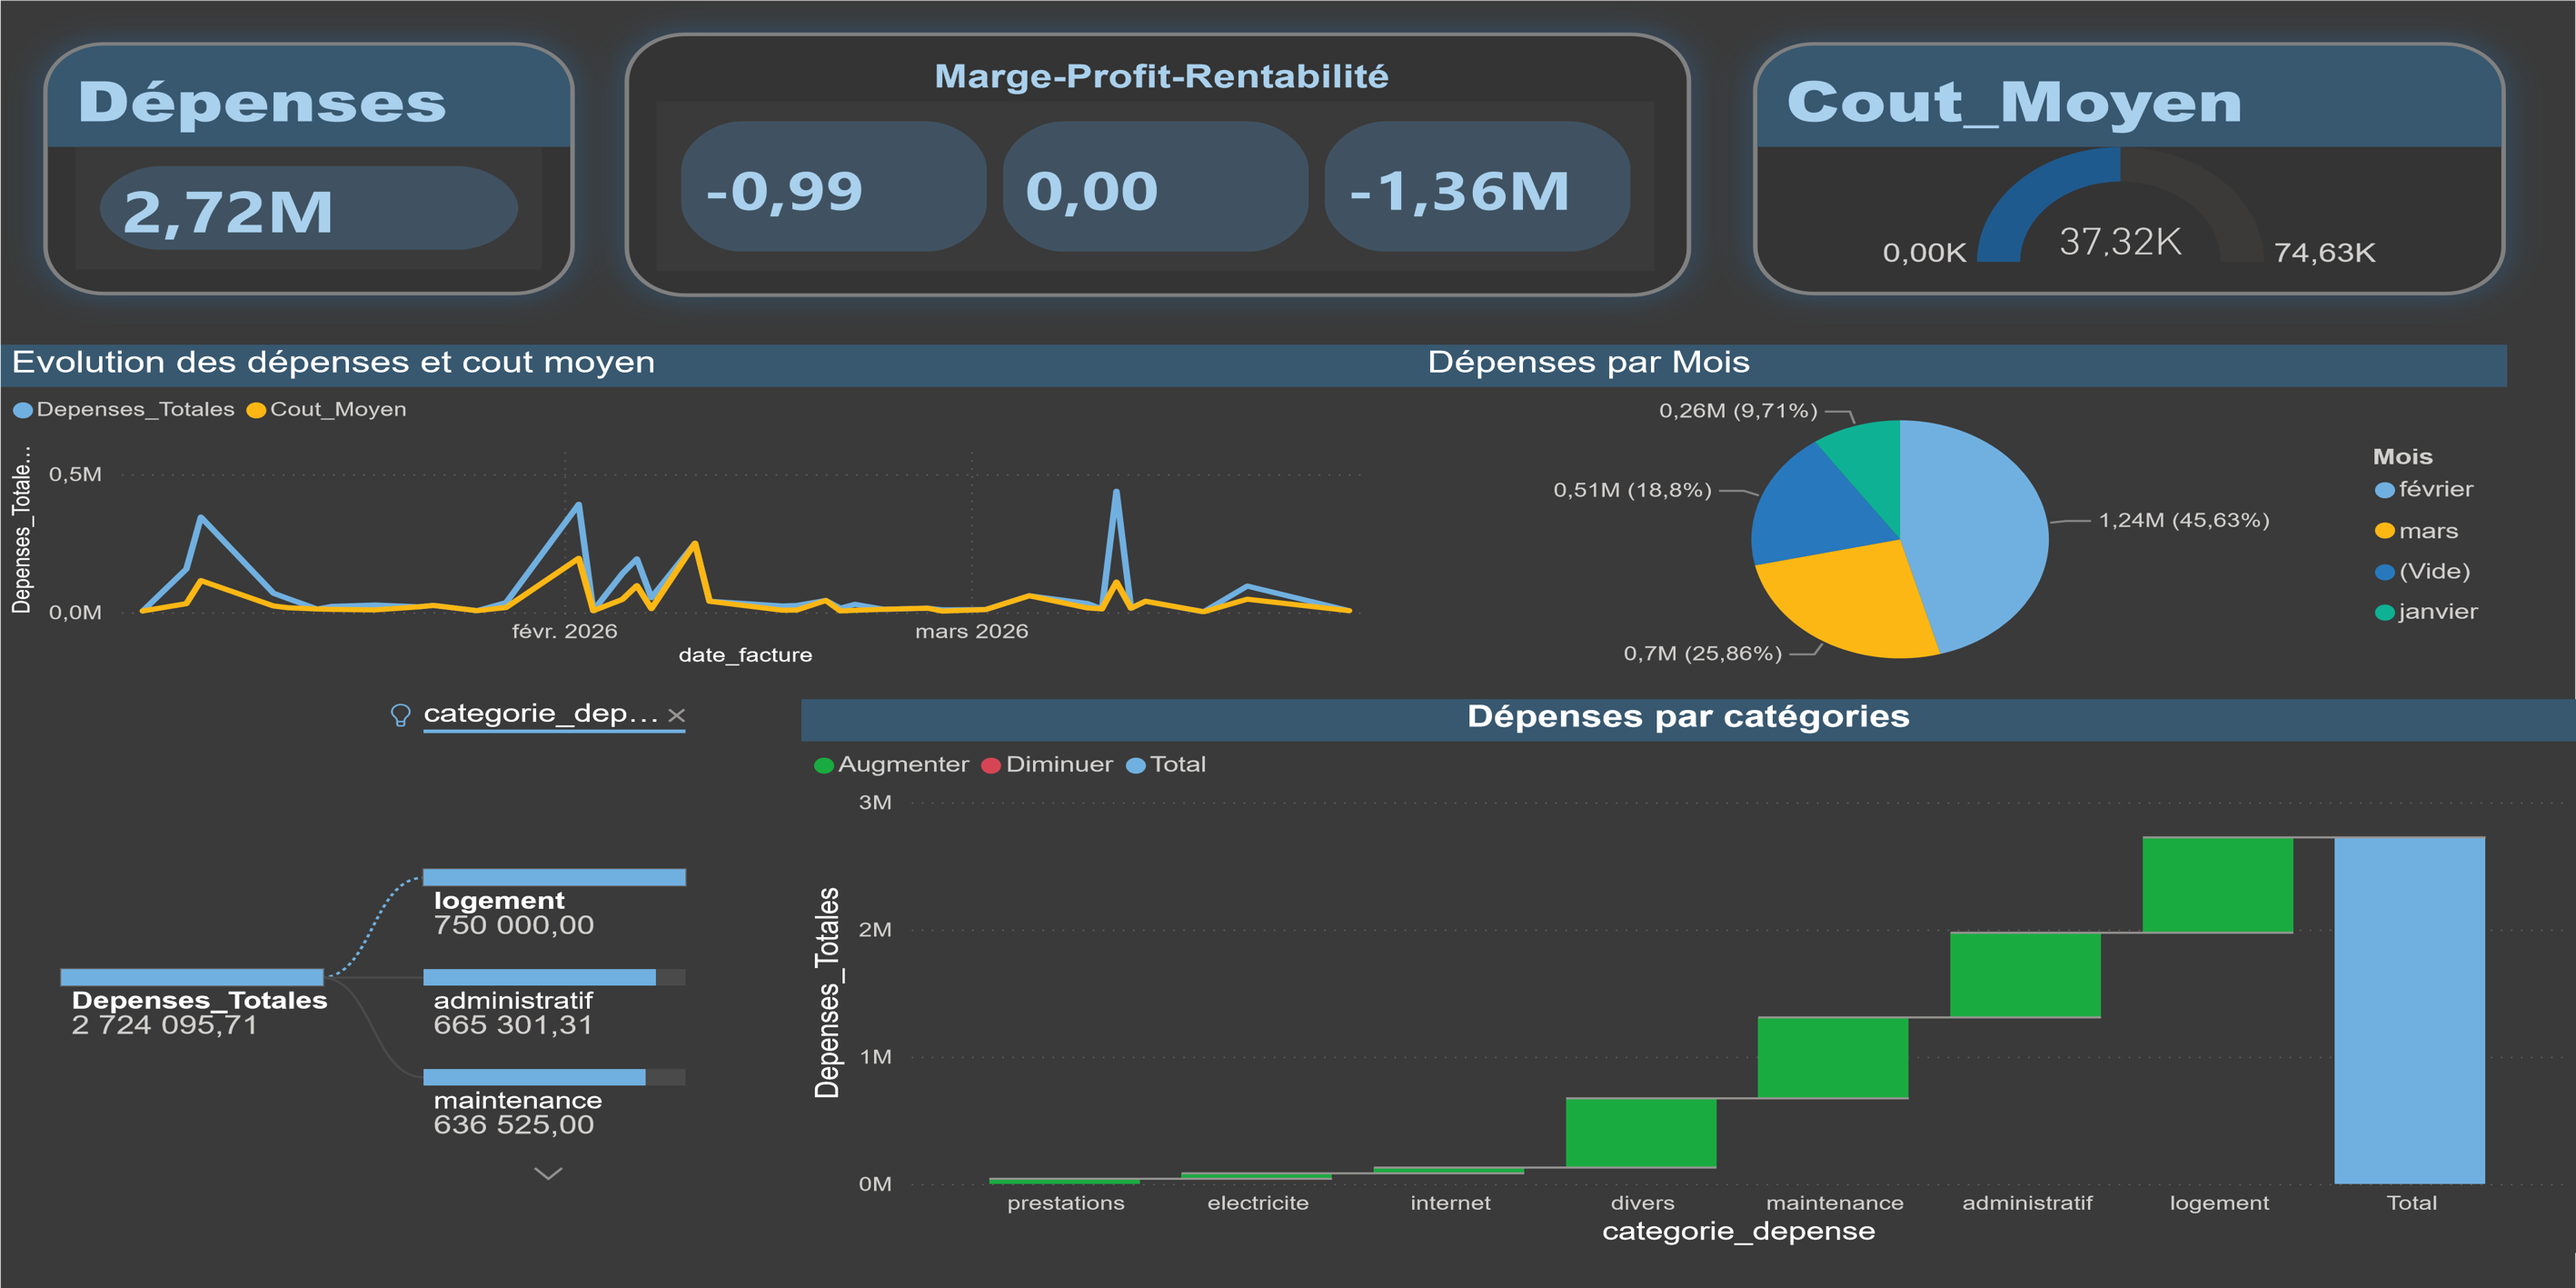 Dépenses
2,72M
Marge-Profit-Rentabilité
-0,99
0,00
-1,36M
Cout_Moyen
0,00K
37,32K
74,63K
Evolution des dépenses et cout moyen
Depenses_Totales
Cout_Moyen
Depenses_Totale...
0,5M
0,0M
févr. 2026
mars 2026
date_facture
Dépenses par Mois
0,26M (9,71%)
0,51M (18,8%)
1,24M (45,63%)
0,7M (25,86%)
Mois
février
mars
(Vide)
janvier
categorie_dep...
Depenses_Totales
2 724 095,71
logement
750 000,00
administratif
665 301,31
maintenance
636 525,00
Dépenses par catégories
Augmenter
Diminuer
Total
Depenses_Totales
3M
2M
1M
0M
prestations
electricite
internet
divers
maintenance
administratif
logement
Total
categorie_depense